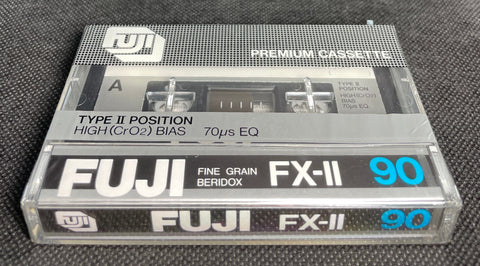 FUJI
PREMIUM CASSETTE
A
TYPE II
POSITION
HIGH(CrO2)
BIAS
70μs EQ
TYPE II POSITION
HIGH(CrO2) BIAS 70μs EQ
FUJI FINE GRAIN BERIDOX FX-II 90
FUJI FUJI FX-II 90